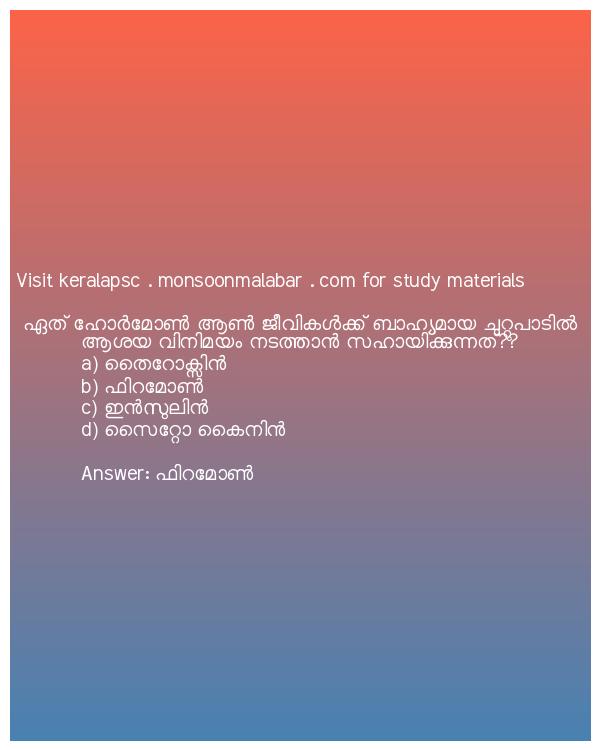 Visit keralapsc . monsoonmalabar . com for study materials
ഏത് ഹോർമോൺ ആൺ ജീവികൾക്ക് ബാഹ്യമായ ചുറ്റുപാടിൽ
ആശയ വിനിമയം നടത്താൻ സഹായിക്കുന്നത്??
a) തൈറോക്സിൻ
b) ഫിറമോൺ
c) ഇൻസുലിൻ
d) സൈറ്റോ കൈനിൻ
Answer: ഫിറമോൺ